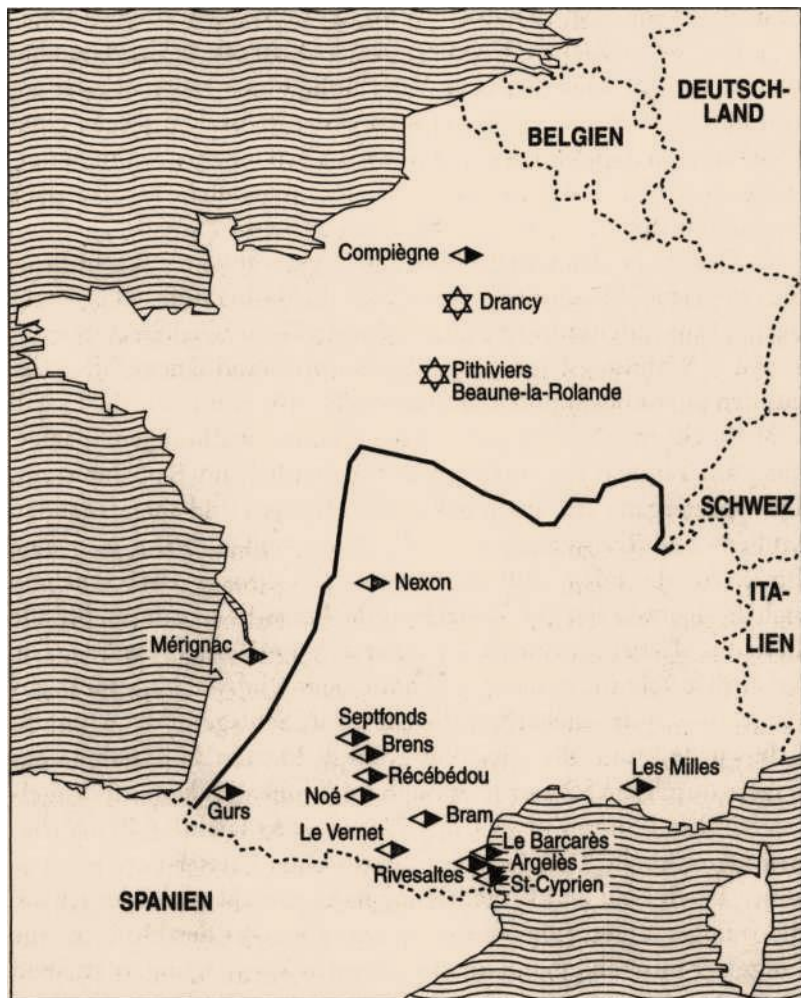 DEUTSCH-
LAND
BELGIEN
Compiègne
Drancy
Pithiviers
Beaune-la-Rolande
SCHWEIZ
ITA-
LIEN
Nexon
Mérignac
Septfonds
Brens
Récébédou
Les Milles
Noé
Gurs
Bram
Le Vernet
Le Barcarès
Argelès
Rivesaltes
St-Cyprien
SPANIEN